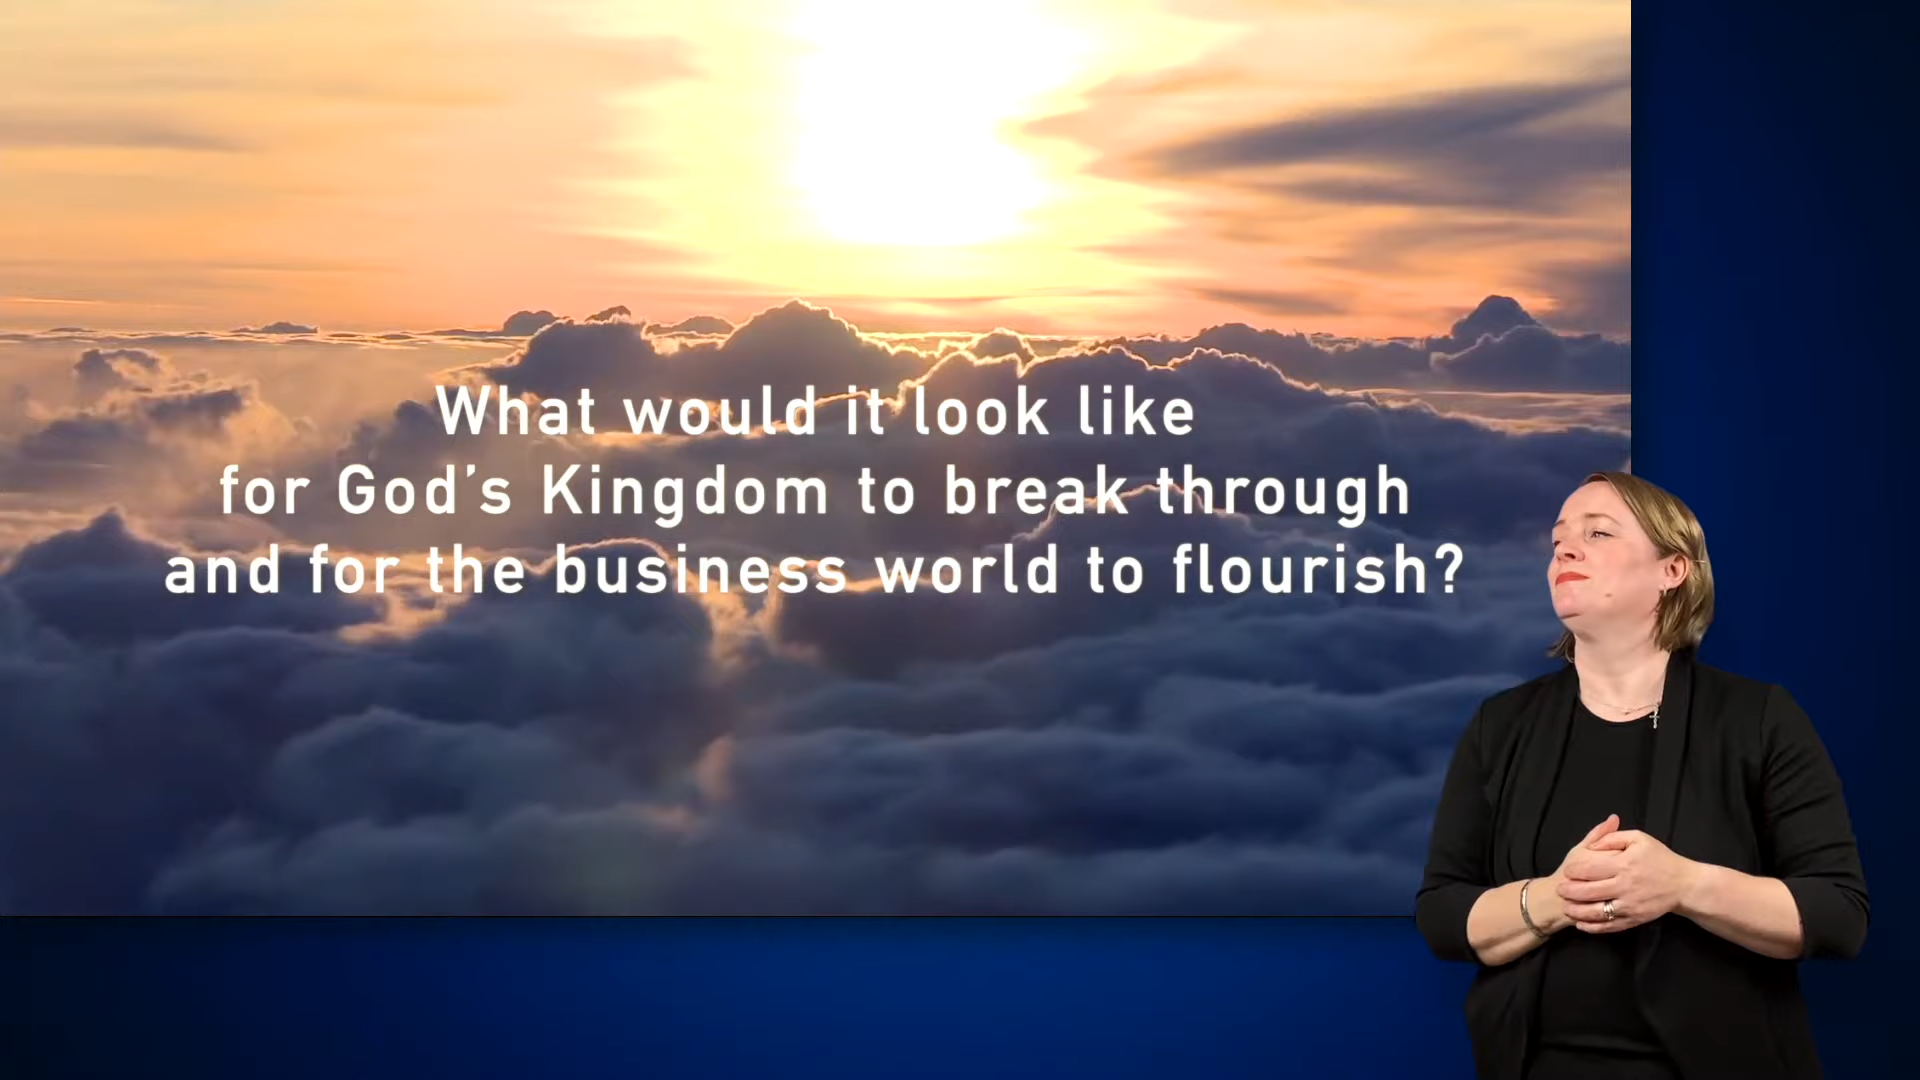 What would it look like
for God’s Kingdom to break through
and for the business world to flourish?